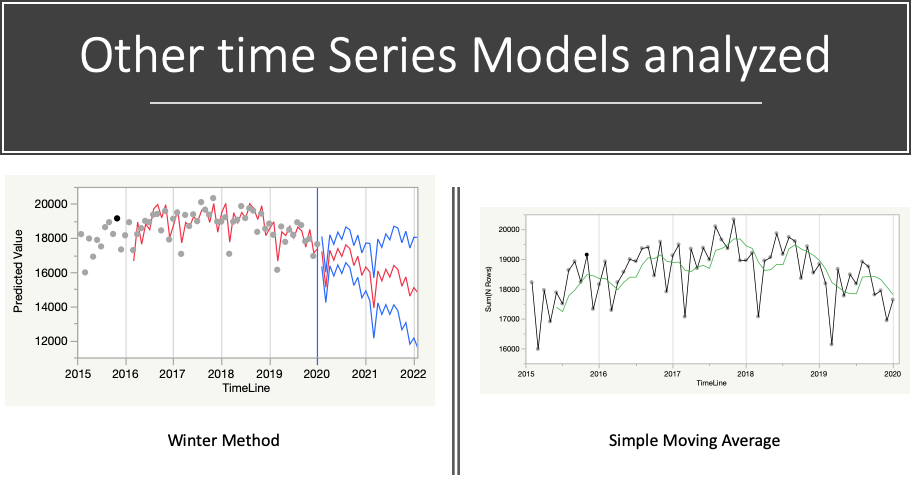 Other time Series Models analyzed
Predicted Value
20000
18000
16000
14000
12000
2015 2016 2017 2018 2019 2020 2021 2022
TimeLine
Winter Method
Sum(N Rows)
20000
19000
18000
17000
16000
2015 2016 2017 2018 2019 2020
TimeLine
Simple Moving Average